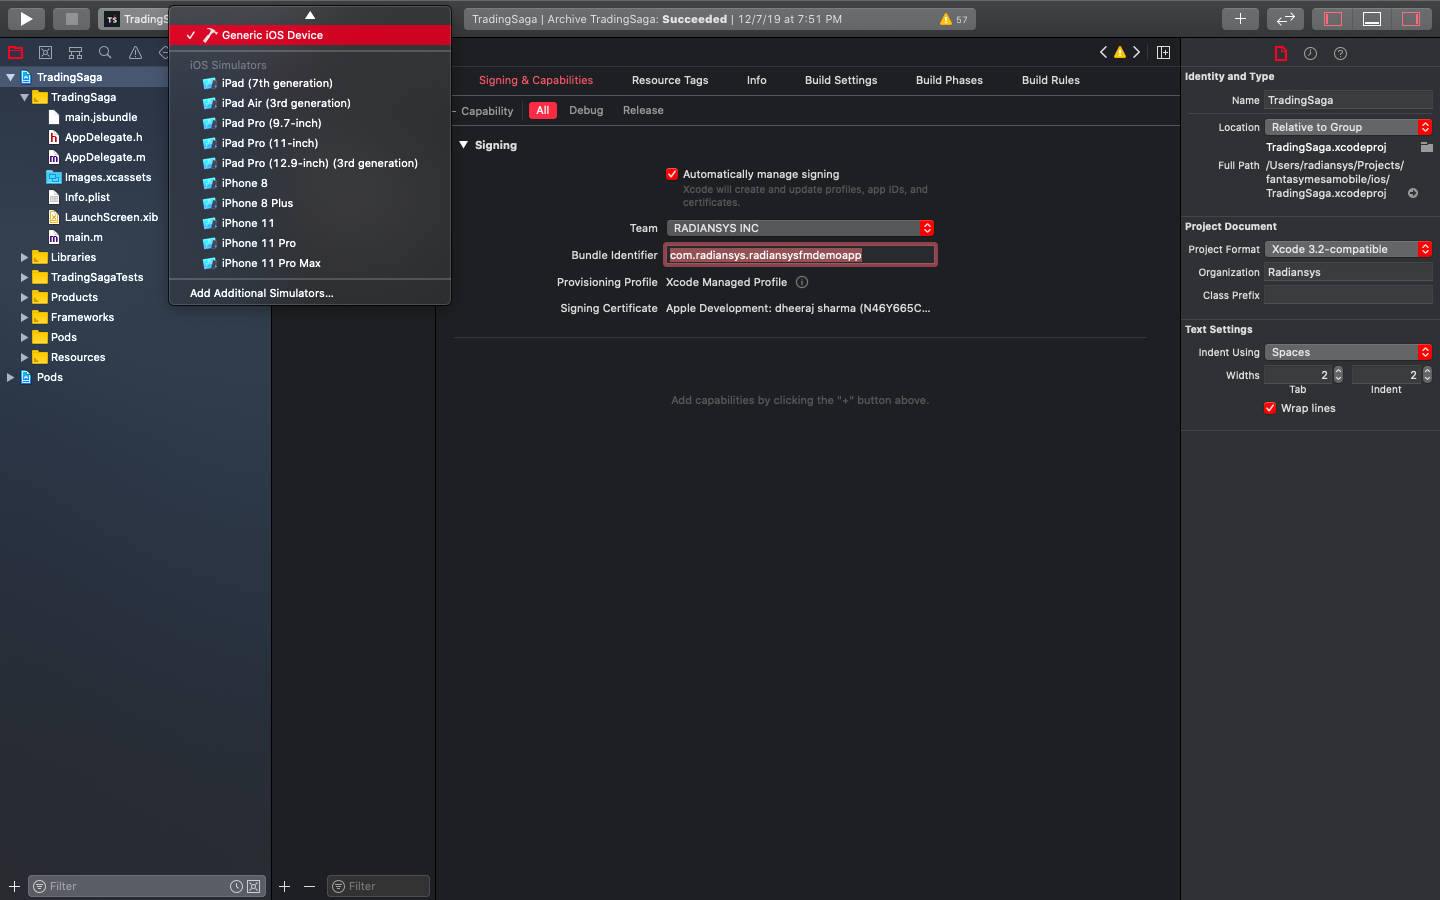 TS TradingS
TradingSaga | Archive TradingSaga: Succeeded | 12/7/19 at 7:51 PM
57
Generic iOS Device
iOS Simulators
iPad (7th generation)
iPad Air (3rd generation)
iPad Pro (9.7-inch)
iPad Pro (11-inch)
iPad Pro (12.9-inch) (3rd generation)
iPhone 8
iPhone 8 Plus
iPhone 11
iPhone 11 Pro
iPhone 11 Pro Max
Add Additional Simulators...
TradingSaga
TradingSaga
main.jsbundle
AppDelegate.h
AppDelegate.m
Images.xcassets
Info.plist
LaunchScreen.xib
main.m
Libraries
TradingSagaTests
Products
Frameworks
Pods
Resources
Pods
Filter
Filter
Signing & Capabilities
Resource Tags
Info
Build Settings
Build Phases
Build Rules
Capability
All
Debug
Release
Signing
Automatically manage signing
Xcode will create and update profiles, app IDs, and
certificates.
Team RADIANSYS INC
Bundle Identifier com.radiansys.radiansysfmdemoapp
Provisioning Profile Xcode Managed Profile
Signing Certificate Apple Development: dheeraj sharma (N46Y665C...
Add capabilities by clicking the "+" button above.
Identity and Type
Name TradingSaga
Location Relative to Group
TradingSaga.xcodeproj
Full Path /Users/radiansys/Projects/
fantasymesamobile/ios/
TradingSaga.xcodeproj
Project Document
Project Format Xcode 3.2-compatible
Organization Radiansys
Class Prefix
Text Settings
Indent Using Spaces
Widths 2 2
Tab Indent
Wrap lines